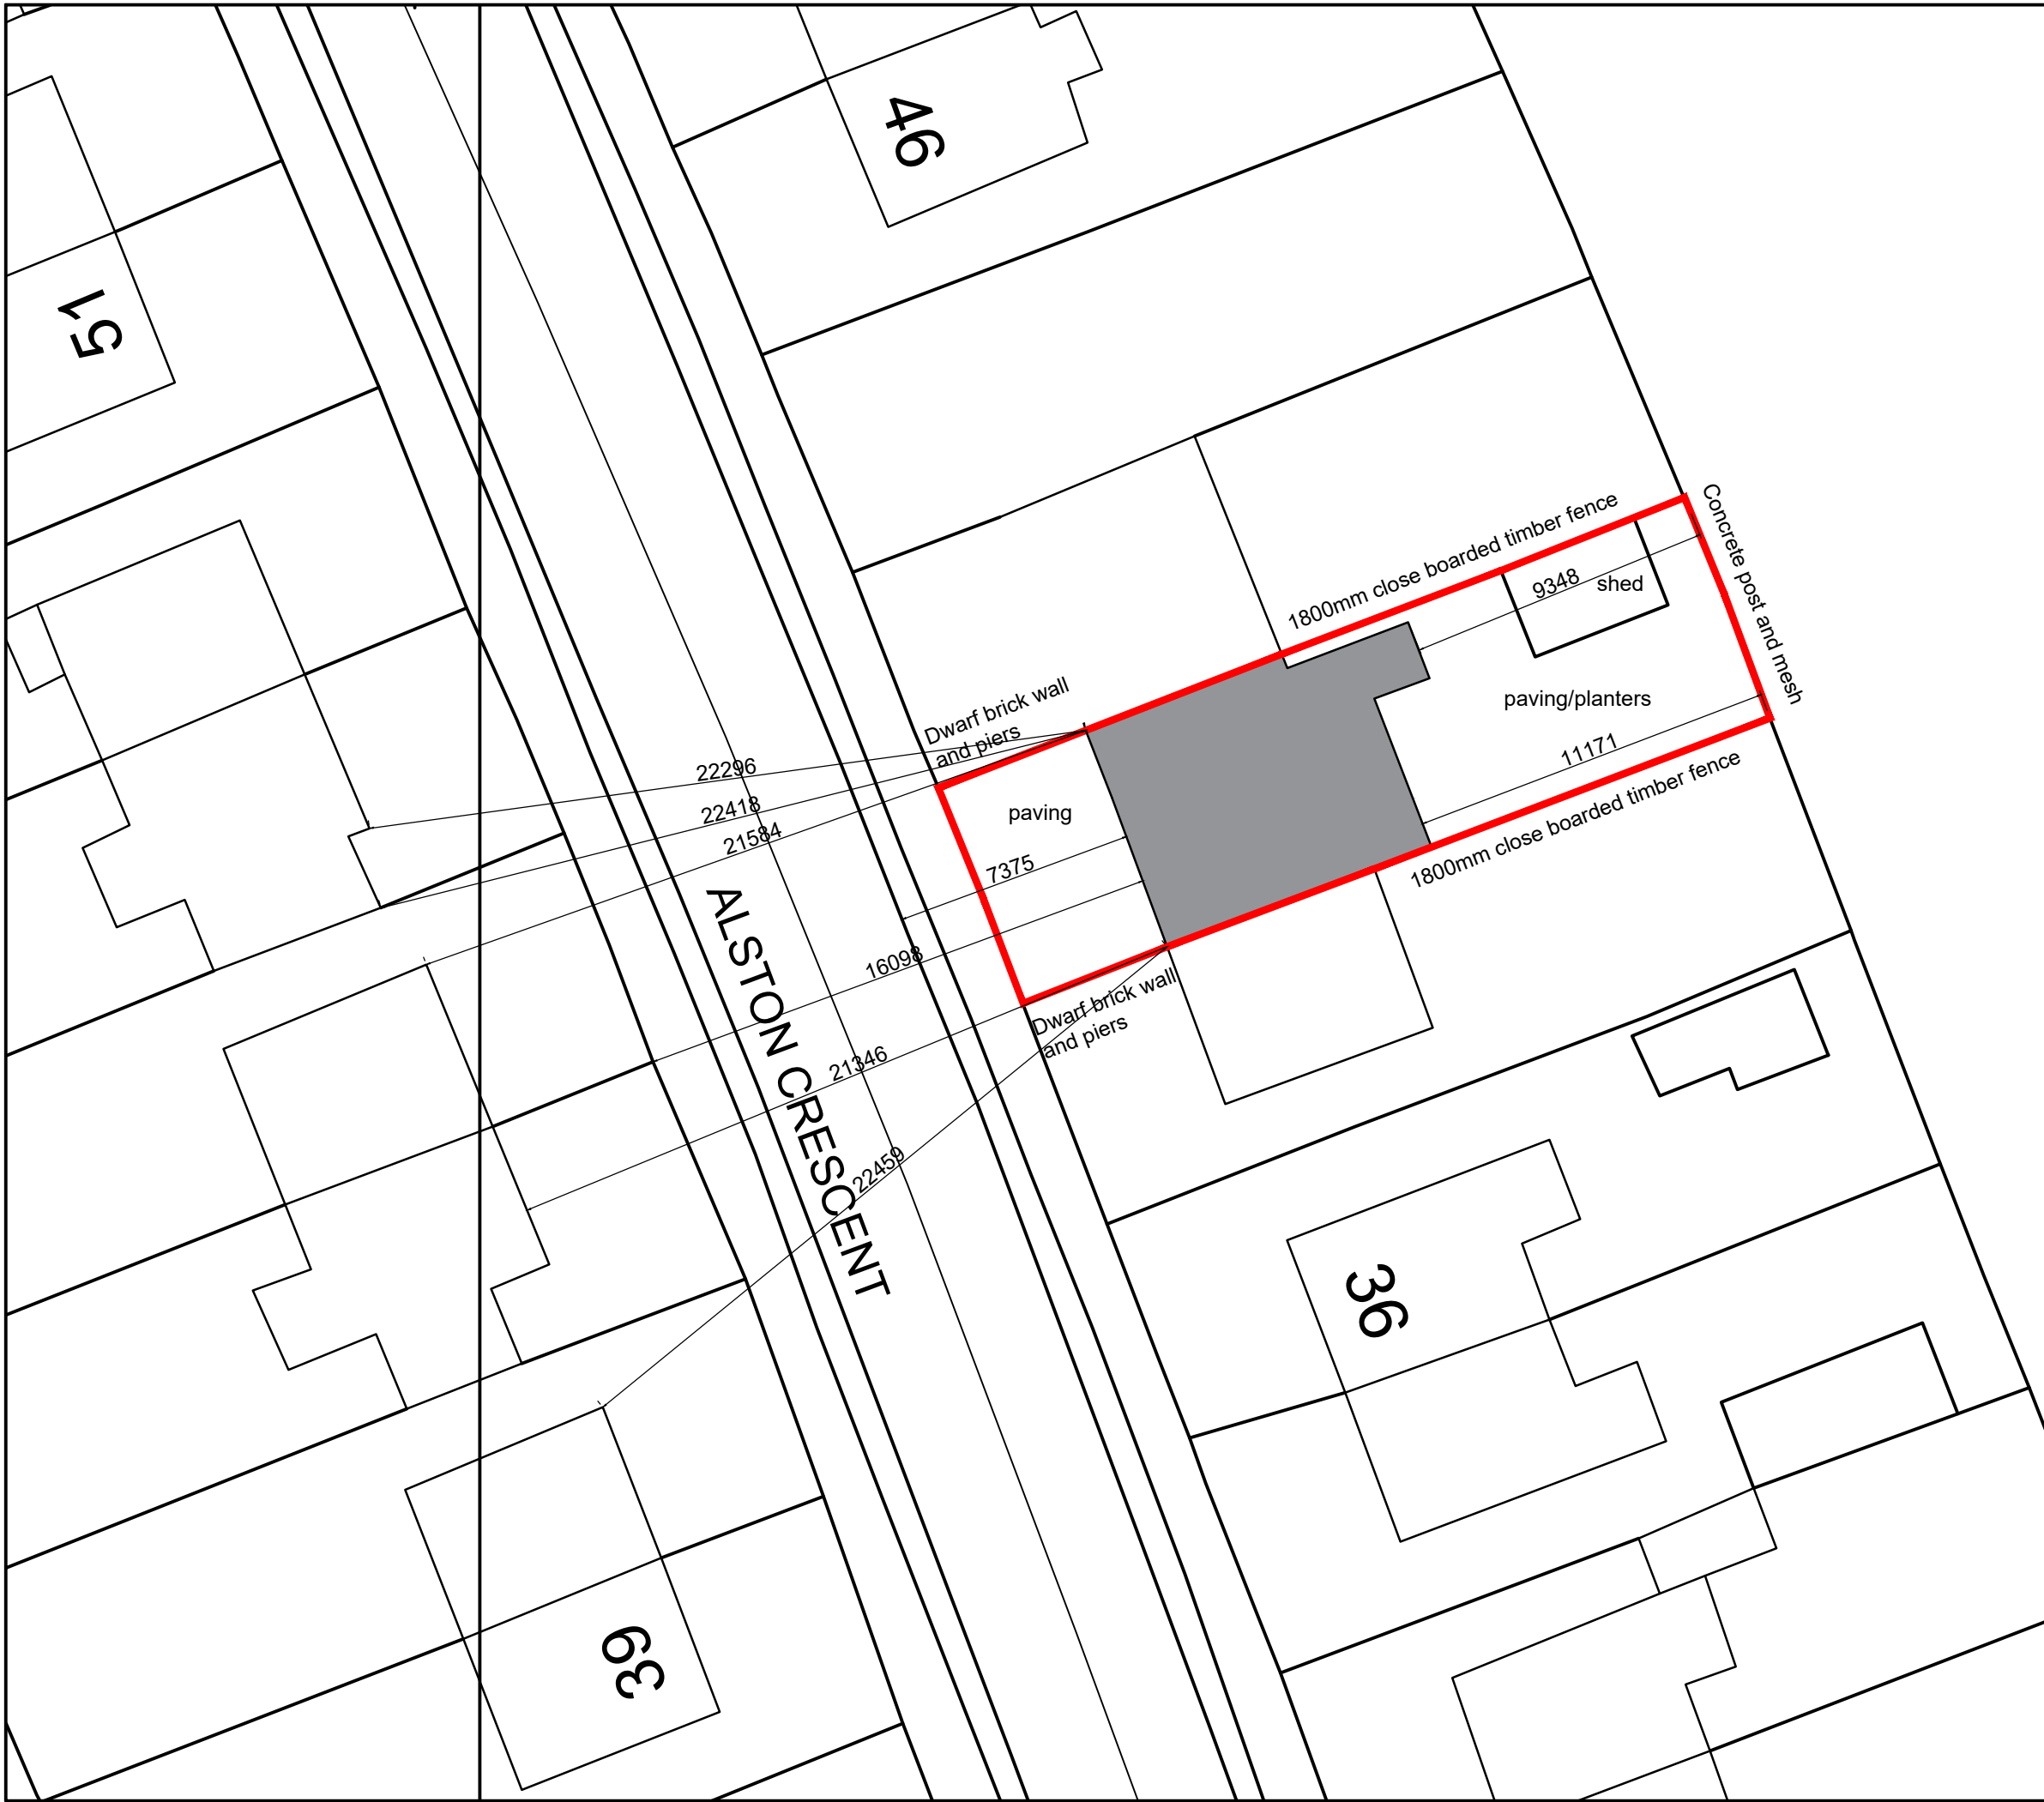 46
51
1800mm close boarded timber fence
Concrete post and mesh
9348
shed
paving/planters
11171
1800mm close boarded timber fence
Dwarf brick wall
and piers
22296
22418
21584
paving
7375
16098
Dwarf brick wall
and piers
21346
22459
ALSTON CRESCENT
36
39